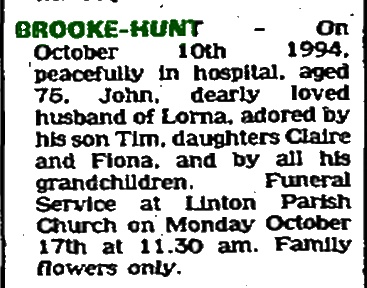 BROOKE-HUNT - On
October 10th 1994,
peacefully in hospital, aged
75, John, dearly loved
husband of Lorna, adored by
his son Tim, daughters Claire
and Fiona, and by all his
grandchildren. Funeral
Service at Linton Parish
Church on Monday October
17th at 11.30 am. Family
flowers only.